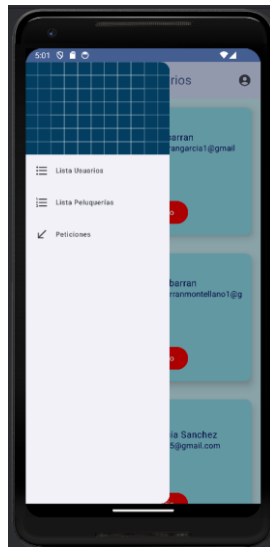 5:01
rios
Lista Usuarios
Lista Peluquerías
Peticiones
barran
rangarcia1@gmail
o
barran
rranmontellano1@g
o
ia Sanchez
5@gmail.com